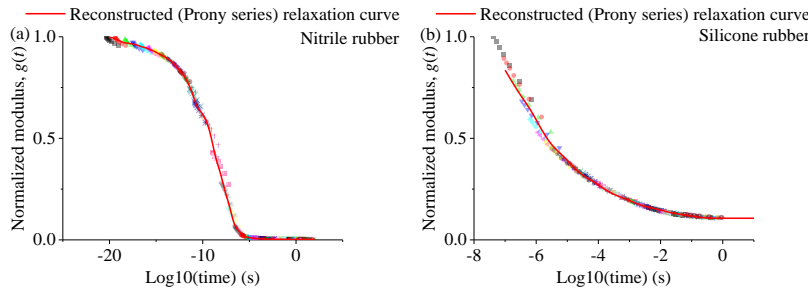 Reconstructed (Prony series) relaxation curve
(a)
Nitrile rubber
Normalized modulus, g(t)
1.0
0.5
0.0
-20
-10
0
Log10(time) (s)
Reconstructed (Prony series) relaxation curve
(b)
Silicone rubber
Normalized modulus, g(t)
1.0
0.5
0.0
-8
-6
-4
-2
0
Log10(time) (s)